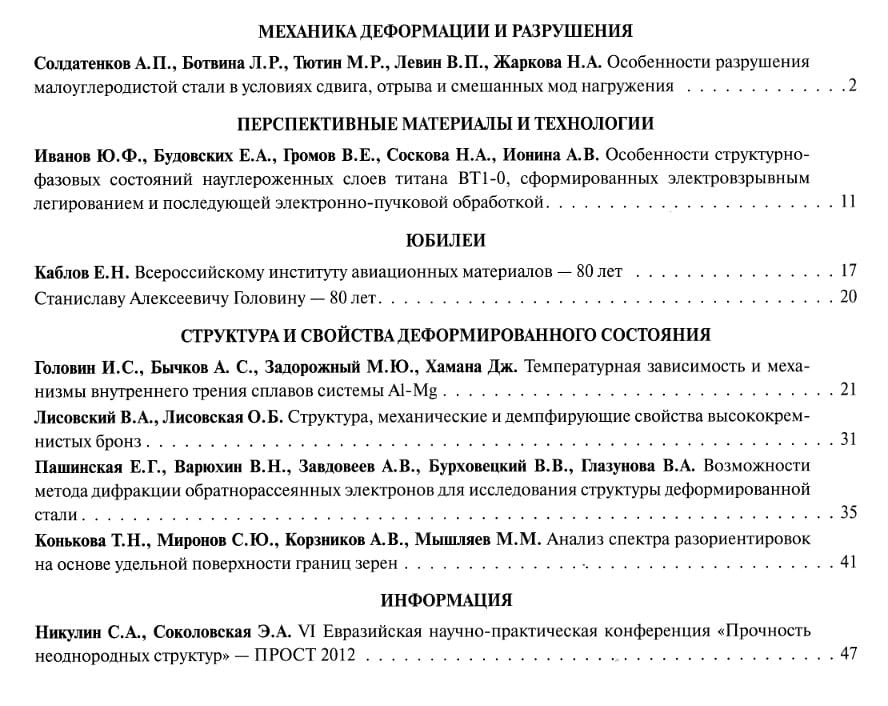 МЕХАНИКА ДЕФОРМАЦИИ И РАЗРУШЕНИЯ
Солдатенков А.П., Ботвина Л.Р., Тютин М.Р., Левин В.П., Жаркова Н.А. Особенности разрушения
малоуглеродистой стали в условиях сдвига, отрыва и смешанных мод нагружения . . . . . . . . . . . . . 2
ПЕРСПЕКТИВНЫЕ МАТЕРИАЛЫ И ТЕХНОЛОГИИ
Иванов Ю.Ф., Будовских Е.А., Громов В.Е., Соскова Н.А., Ионина А.В. Особенности структурно-
фазовых состояний науглероженных слоев титана ВТ1-0, сформированных электровзрывным
легированием и последующей электронно-пучковой обработкой. . . . . . . . . . . . . . . . . . . . . . . . 11
ЮБИЛЕИ
Каблов Е.Н. Всероссийскому институту авиационных материалов — 80 лет . . . . . . . . . . . . . . . . . 17
Станиславу Алексеевичу Головину — 80 лет. . . . . . . . . . . . . . . . . . . . . . . . . . . . . . . . . . . . . . 20
СТРУКТУРА И СВОЙСТВА ДЕФОРМИРОВАННОГО СОСТОЯНИЯ
Головин И.С., Бычков А. С., Задорожный М.Ю., Хамана Дж. Температурная зависимость и меха-
низмы внутреннего трения сплавов системы Al-Mg . . . . . . . . . . . . . . . . . . . . . . . . . . . . . . . . 21
Лисовский В.А., Лисовская О.Б. Структура, механические и демпфирующие свойства высококрем-
нистых бронз . . . . . . . . . . . . . . . . . . . . . . . . . . . . . . . . . . . . . . . . . . . . . . . . . . . . . . . . 31
Пашинская Е.Г., Варюхин В.Н., Завдовеев А.В., Бурховецкий В.В., Глазунова В.А. Возможности
метода дифракции обратнорассеянных электронов для исследования структуры деформированной
стали . . . . . . . . . . . . . . . . . . . . . . . . . . . . . . . . . . . . . . . . . . . . . . . . . . . . . . . . . . . . . 35
Конькова Т.Н., Миронов С.Ю., Корзников А.В., Мышляев М.М. Анализ спектра разориентировок
на основе удельной поверхности границ зерен . . . . . . . . . . . . . . . . . . . . . . . . . . . . . . . . . . . 41
ИНФОРМАЦИЯ
Никулин С.А., Соколовская Э.А. VI Евразийская научно-практическая конференция «Прочность
неоднородных структур» — ПРОСТ 2012 . . . . . . . . . . . . . . . . . . . . . . . . . . . . . . . . . . . . . . . 47